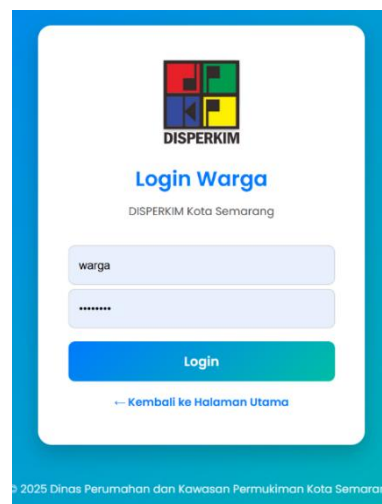 DISPERKIM
Login Warga
DISPERKIM Kota Semarang
warga
••••••••
Login
← Kembali ke Halaman Utama
2025 Dinas Perumahan dan Kawasan Permukiman Kota